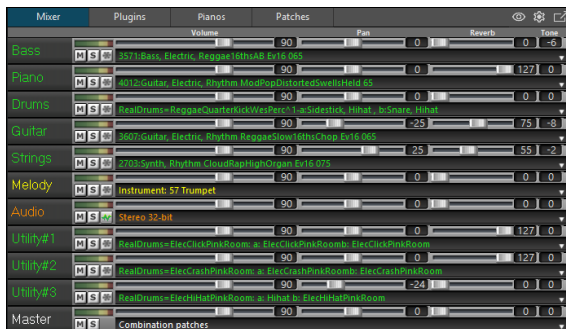 Mixer Plugins Pianos Patches
Volume Pan Reverb Tone
Bass 90 0 0 -6
M S 3571:Bass, Electric, Reggae16thsAB Ev16 065
Piano 90 0 127 0
M S 4012:Guitar, Electric, Rhythm ModPopDistortedSwellsHeld 65
Drums 90 0 0 0
M S RealDrums=ReggaeQuarterKickWesPerc^1-a:Sidestick, Hihat , b:Snare, Hihat
Guitar 90 -25 75 -8
M S 3607:Guitar, Electric, Rhythm ReggaeSlow16thsChop Ev16 065
Strings 90 25 55 -2
M S 2703:Synth, Rhythm CloudRapHighOrgan Ev16 075
Melody 90 0 0 0
M S Instrument: 57 Trumpet
Audio 90 0 0 0
M S Stereo 32-bit
Utility#1 90 0 127 0
M S RealDrums=ElecClickPinkRoom: a: ElecClickPinkRoomb: ElecClickPinkRoom
Utility#2 90 0 127 0
M S RealDrums=ElecCrashPinkRoom: a: ElecCrashPinkRoomb: ElecCrashPinkRoom
Utility#3 90 -24 0 0
M S RealDrums=ElecHiHatPinkRoom: a: Hihat b: ElecHiHatPinkRoom
Master 90 0 0 0
M S Combination patches